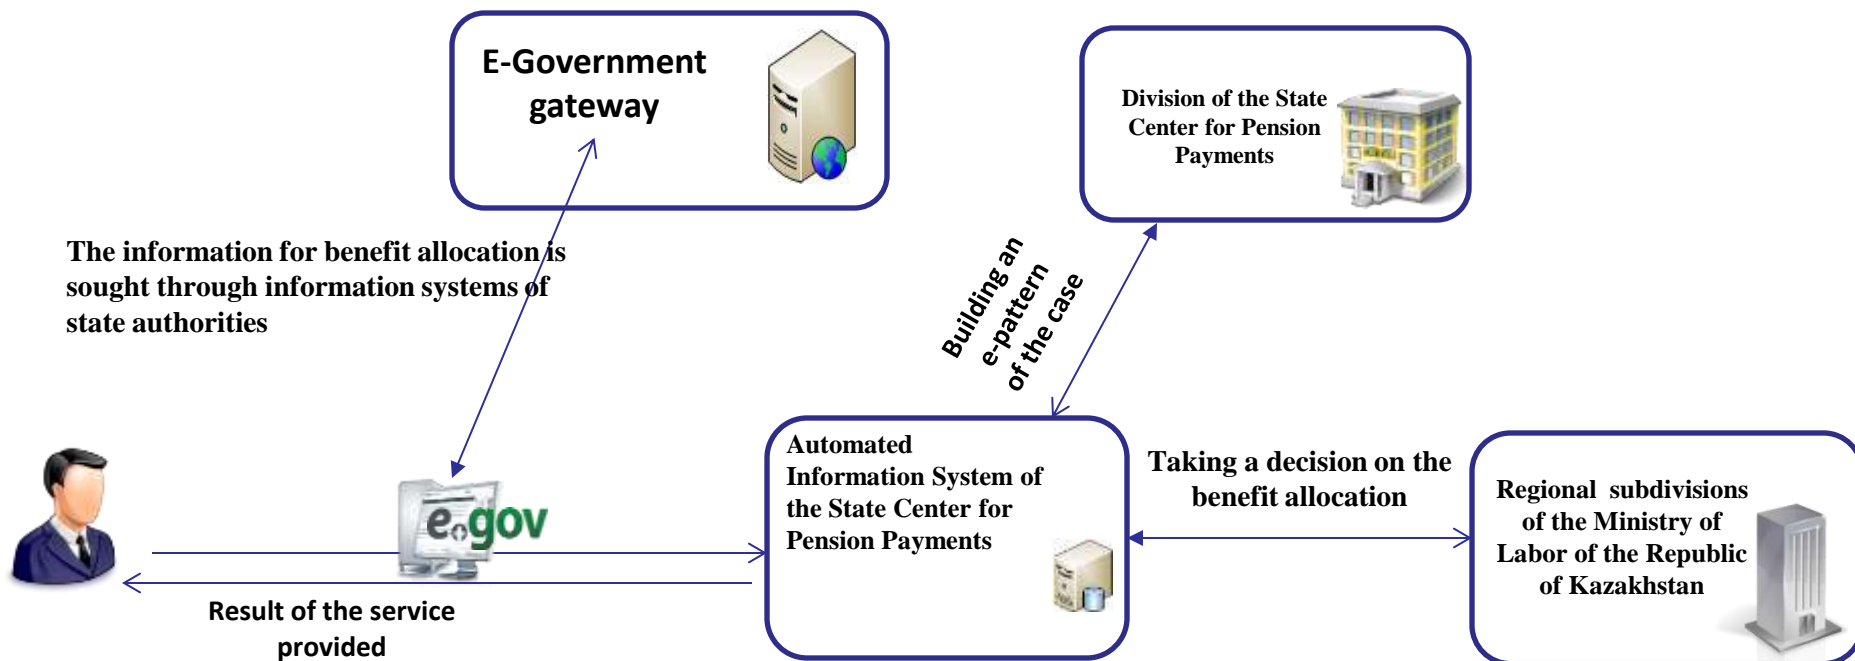 E-Government
gateway
Division of the State
Center for Pension
Payments
The information for benefit allocation is
sought through information systems of
state authorities
Building an
e-pattern
of the case
e.gov
Automated
Information System of
the State Center for
Pension Payments
Taking a decision on the
benefit allocation
Regional subdivisions
of the Ministry of
Labor of the Republic
of Kazakhstan
Result of the service
provided